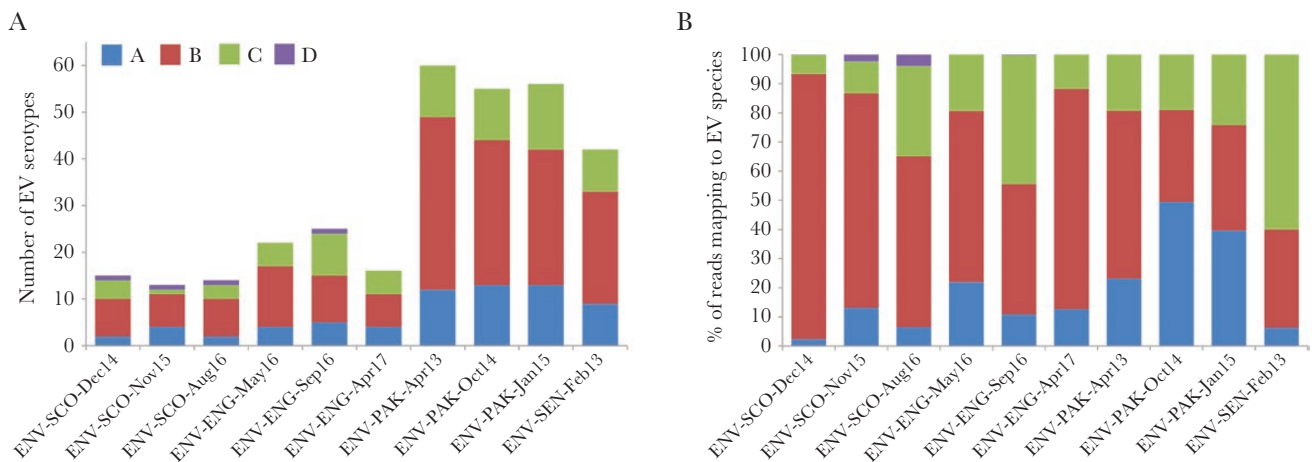 A
B
A B C D
Number of EV serotypes
60
50
40
30
20
10
0
ENV-SCO-Dec14
ENV-SCO-Nov15
ENV-SCO-Aug16
ENV-ENG-May16
ENV-ENG-Sep16
ENV-ENG-Apr17
ENV-PAK-Apr13
ENV-PAK-Oct14
ENV-PAK-Jan15
ENV-SEN-Feb13
% of reads mapping to EV species
100
90
80
70
60
50
40
30
20
10
0
ENV-SCO-Dec14
ENV-SCO-Nov15
ENV-SCO-Aug16
ENV-ENG-May16
ENV-ENG-Sep16
ENV-ENG-Apr17
ENV-PAK-Apr13
ENV-PAK-Oct14
ENV-PAK-Jan15
ENV-SEN-Feb13